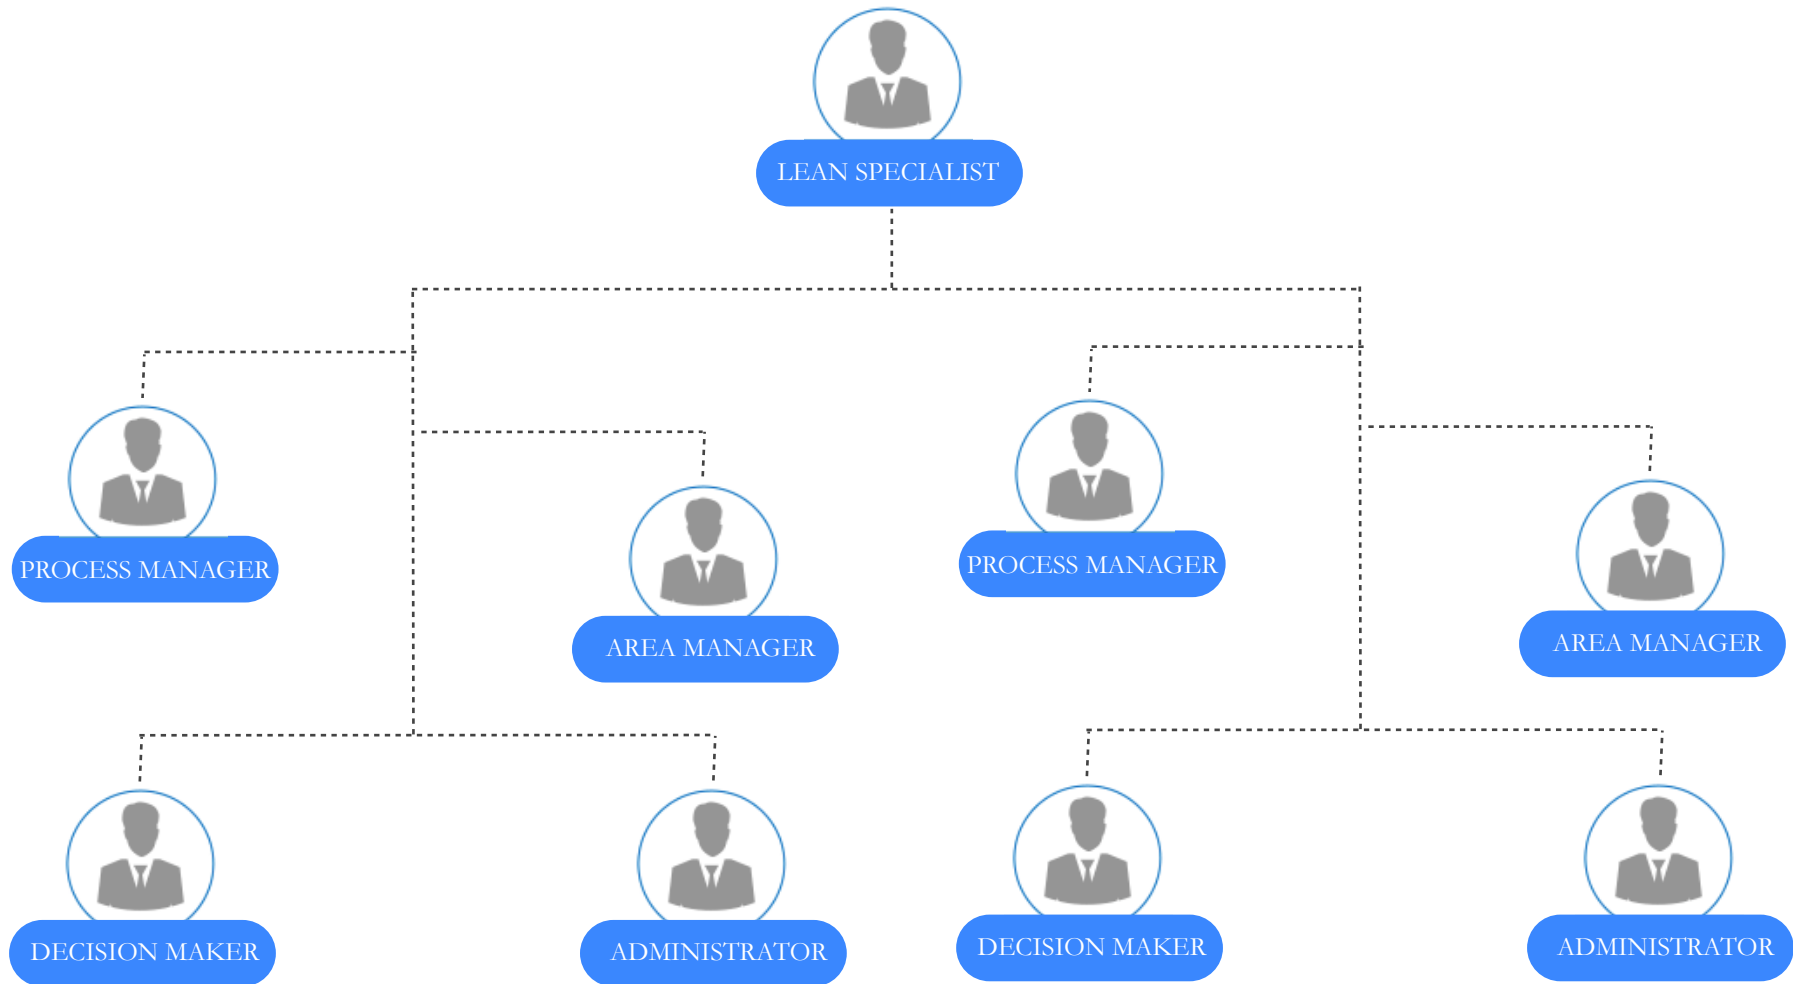 LEAN SPECIALIST
PROCESS MANAGER
AREA MANAGER
PROCESS MANAGER
AREA MANAGER
DECISION MAKER
ADMINISTRATOR
DECISION MAKER
ADMINISTRATOR